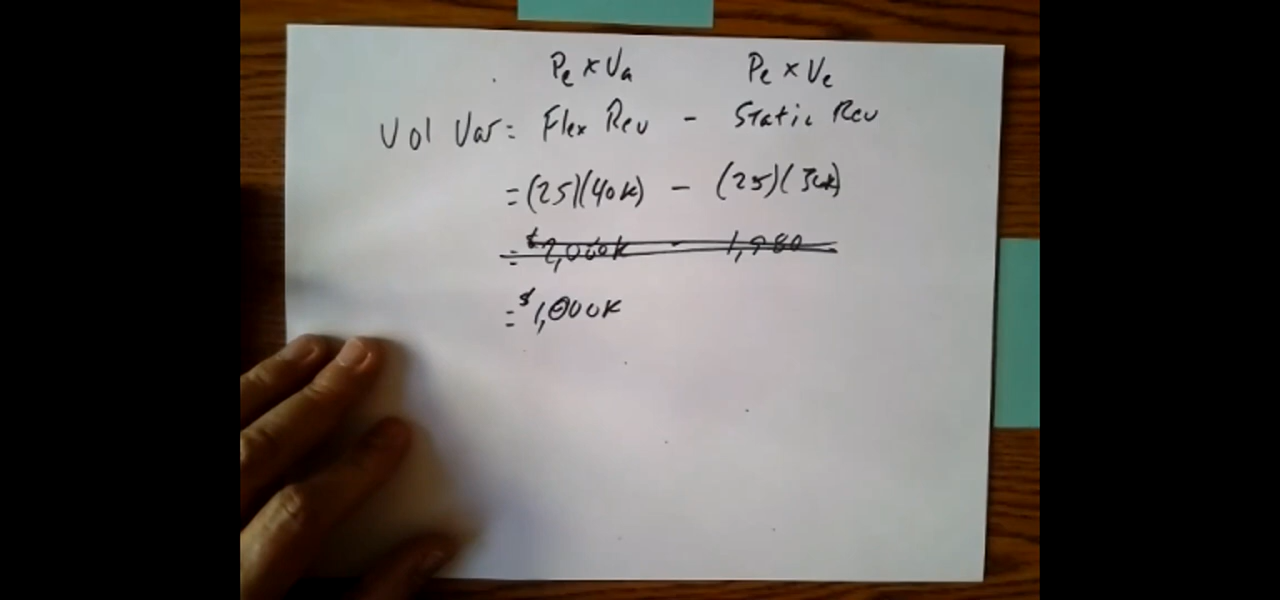 Pe x Va Pe x Ve
Vol Var = Flex Rev - Static Rev
= (25)(40k) - (25)(36k)
= $2,000k - 1,980
= $1,000k